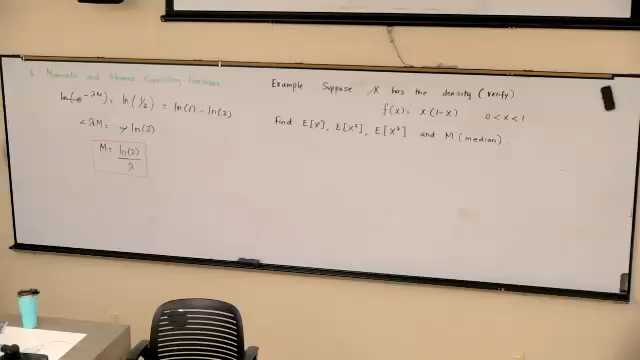 6. Moments and Moment Generating Functions
ln(e^-λM) = ln(1/2) = ln(1) - ln(2)
-λM = -ln(2)
M = ln(2)/λ
Example Suppose X has the density (verify)
f(x) = x(1-x) 0 < x < 1
Find E[X], E[X²], E[X³] and M (median).